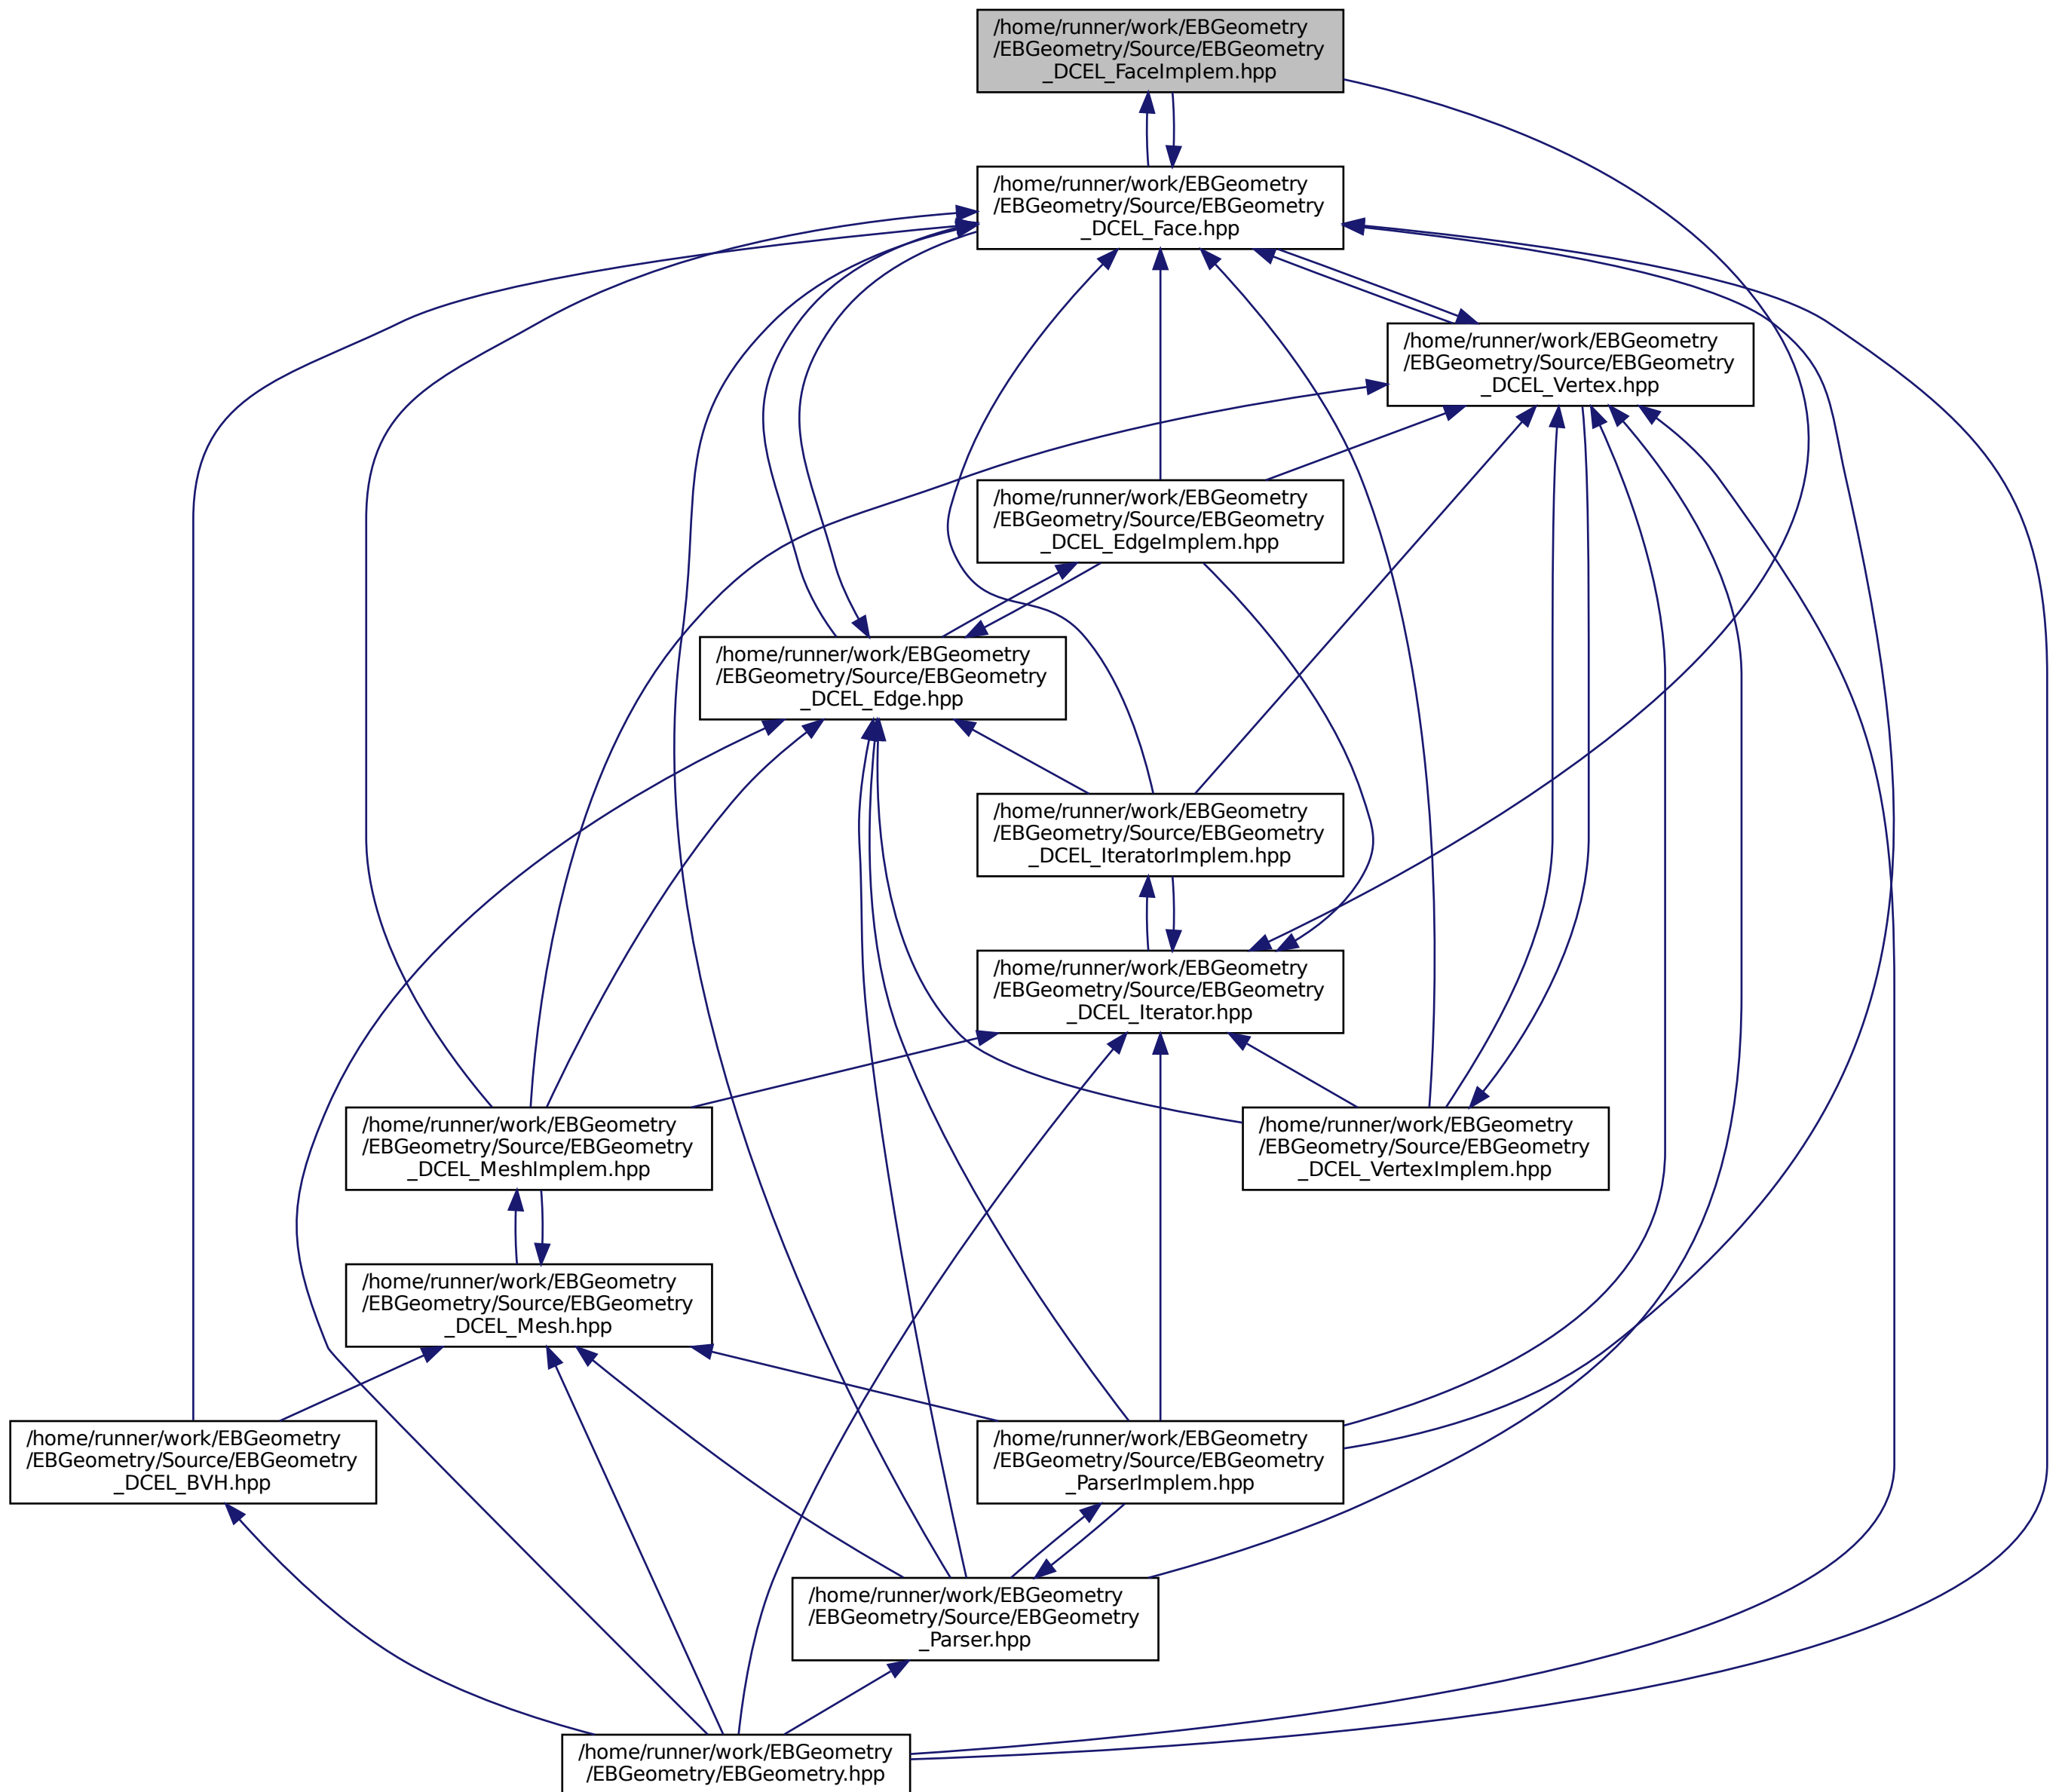 /home/runner/work/EBGeometry
/EBGeometry/Source/EBGeometry
_DCEL_FaceImplem.hpp
/home/runner/work/EBGeometry
/EBGeometry/Source/EBGeometry
_DCEL_Face.hpp
/home/runner/work/EBGeometry
/EBGeometry/Source/EBGeometry
_DCEL_Vertex.hpp
/home/runner/work/EBGeometry
/EBGeometry/Source/EBGeometry
_DCEL_EdgeImplem.hpp
/home/runner/work/EBGeometry
/EBGeometry/Source/EBGeometry
_DCEL_Edge.hpp
/home/runner/work/EBGeometry
/EBGeometry/Source/EBGeometry
_DCEL_IteratorImplem.hpp
/home/runner/work/EBGeometry
/EBGeometry/Source/EBGeometry
_DCEL_Iterator.hpp
/home/runner/work/EBGeometry
/EBGeometry/Source/EBGeometry
_DCEL_MeshImplem.hpp
/home/runner/work/EBGeometry
/EBGeometry/Source/EBGeometry
_DCEL_VertexImplem.hpp
/home/runner/work/EBGeometry
/EBGeometry/Source/EBGeometry
_DCEL_Mesh.hpp
/home/runner/work/EBGeometry
/EBGeometry/Source/EBGeometry
_DCEL_BVH.hpp
/home/runner/work/EBGeometry
/EBGeometry/Source/EBGeometry
_ParserImplem.hpp
/home/runner/work/EBGeometry
/EBGeometry/Source/EBGeometry
_Parser.hpp
/home/runner/work/EBGeometry
/EBGeometry/EBGeometry.hpp